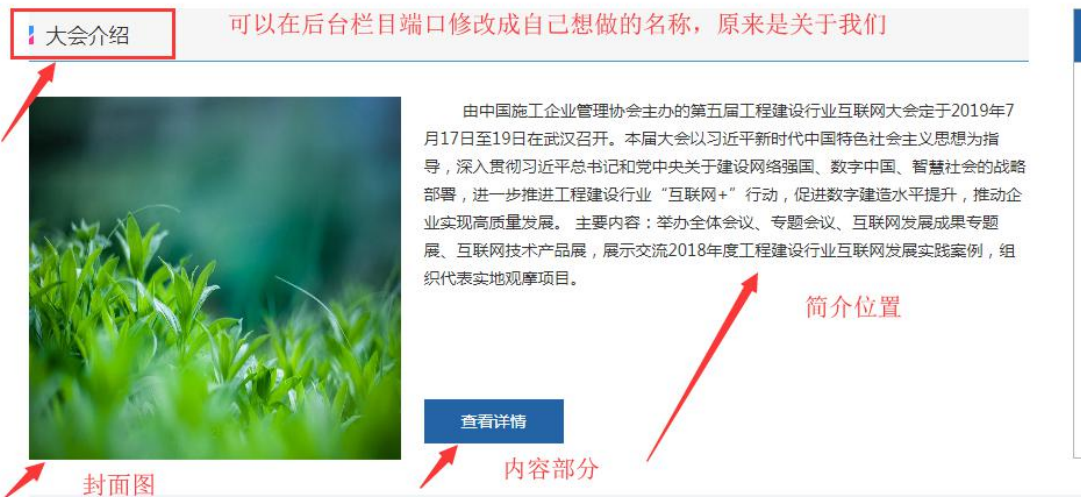 大会介绍
可以在后台栏目端口修改成自己想做的名称，原来是关于我们
由中国施工企业管理协会主办的第五届工程建设行业互联网大会定于2019年7
月17日至19日在武汉召开。本届大会以习近平新时代中国特色社会主义思想为指
导，深入贯彻习近平总书记和党中央关于建设网络强国、数字中国、智慧社会的战略
部署，进一步推进工程建设行业“互联网+”行动，促进数字建造水平提升，推动企
业实现高质量发展。 主要内容：举办全体会议、专题会议、互联网发展成果专题
展、互联网技术产品展，展示交流2018年度工程建设行业互联网发展实践案例，组
织代表实地观摩项目。
简介位置
查看详情
内容部分
封面图